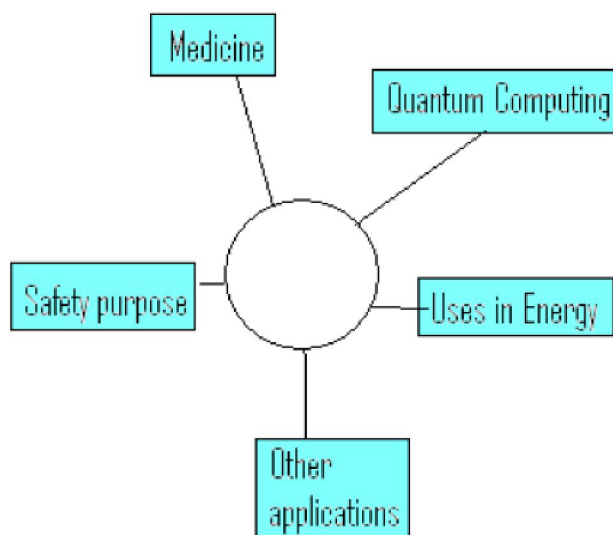 Medicine
Quantum Computing
Safety purpose
Uses in Energy
Other
applications